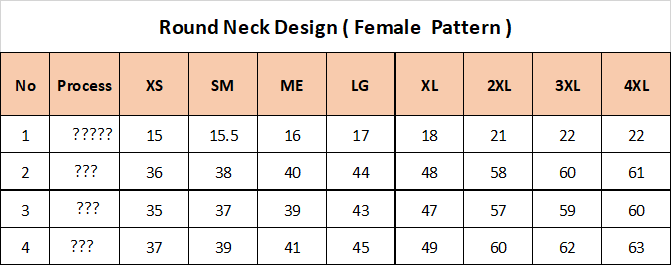 Round Neck Design ( Female Pattern )
No Process XS SM ME LG XL 2XL 3XL 4XL
1 ????? 15 15.5 16 17 18 21 22 22
2 ??? 36 38 40 44 48 58 60 61
3 ??? 35 37 39 43 47 57 59 60
4 ??? 37 39 41 45 49 60 62 63